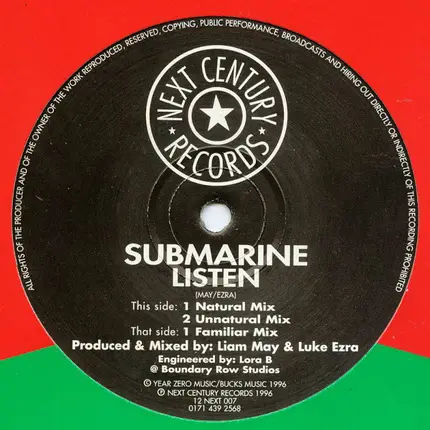 ALL RIGHTS OF THE PRODUCER AND OF THE OWNER OF THE WORK REPRODUCED, RESERVED, COPYING, PUBLIC PERFORMANCE, BROADCASTS AND HIRING OUT DIRECTLY OR INDIRECTLY OF THIS RECORDING PROHIBITED
NEXT CENTURY
RECORDS
SUBMARINE
LISTEN
(MAY/EZRA)
This side: 1 Natural Mix
2 Unnatural Mix
That side: 1 Familiar Mix
Produced & Mixed by: Liam May & Luke Ezra
Engineered by: Lora B
@ Boundary Row Studios
© YEAR ZERO MUSIC/BUCKS MUSIC 1996
℗ NEXT CENTURY RECORDS 1996
12 NEXT 007
0171 439 2568